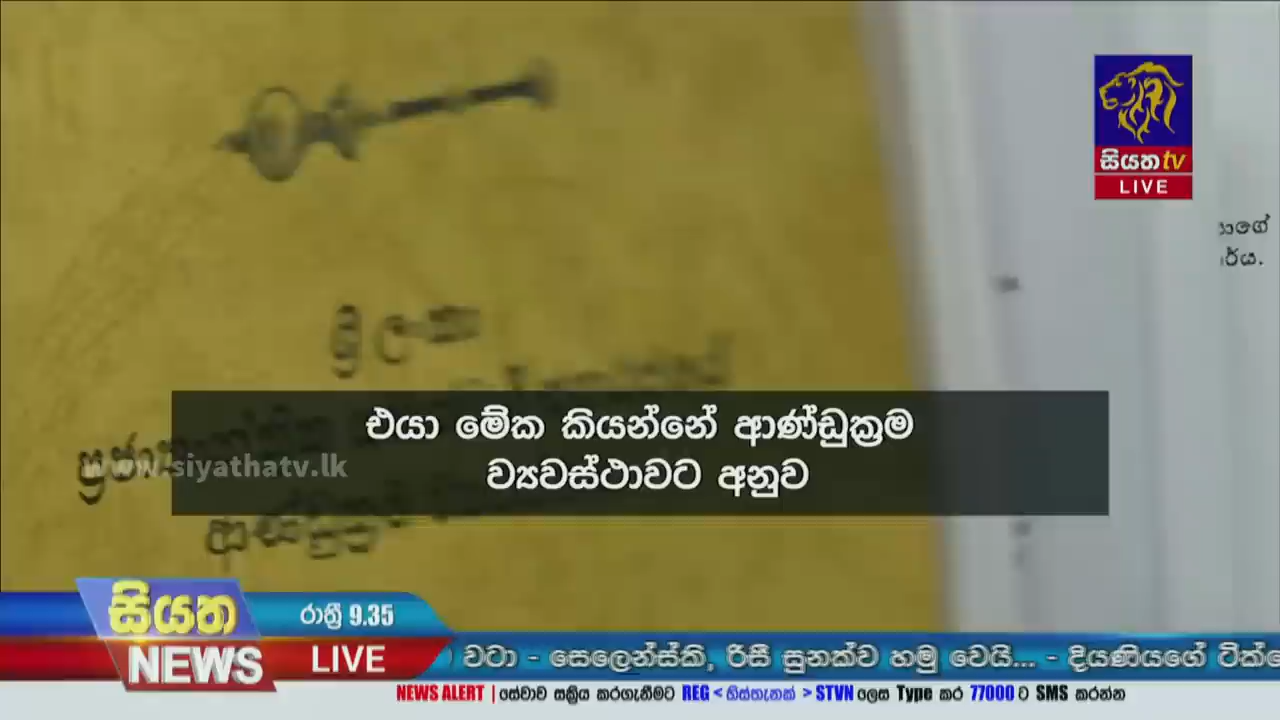 සියත tv
LIVE
ාගේ
ර්ය.
ශ්‍රී ලංකා
එයා මේක කියන්නේ ආණ්ඩුක්‍රම
ව්‍යවස්ථාවට අනුව
www.siyathatv.lk
සියත
NEWS
රාත්‍රී 9.35
LIVE
වටා - සෙලෙන්ස්කි, රිසී සුනක්ව හමු වෙයි... - දියණියගේ ටික්
NEWS ALERT | සේවාව සක්‍රිය කරගැනීමට REG < හිස්තැනක් > STVN ලෙස Type කර 77000 ට SMS කරන්න